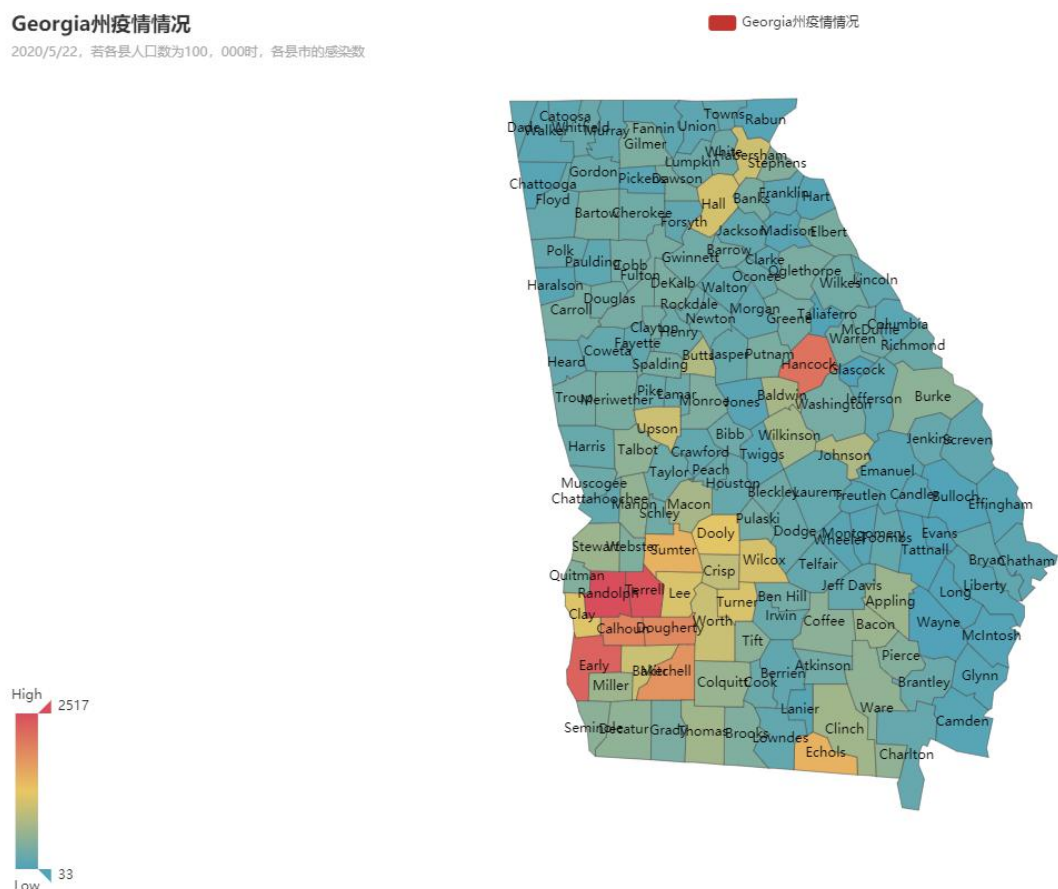 Georgia州疫情情况
2020/5/22，若各县人口数为100，000时，各县市的感染数
Georgia州疫情情况
Towns
Rabun
Catoosa
Dade
Walker
Whitfield
Murray
Fannin
Union
Gilmer
White
Habersham
Stephens
Lumpkin
Gordon
Pickens
Dawson
Chattooga
Floyd
Hall
Banks
Franklin
Hart
Bartow
Cherokee
Forsyth
Jackson
Madison
Elbert
Polk
Paulding
Cobb
Fulton
Gwinnett
Barrow
Clarke
Oconee
Oglethorpe
Haralson
Douglas
DeKalb
Walton
Wilkes
Lincoln
Carroll
Rockdale
Newton
Morgan
Greene
Taliaferro
McDuffie
Columbia
Clayton
Henry
Warren
Richmond
Heard
Coweta
Fayette
Spalding
Butts
Jasper
Putnam
Hancock
Glascock
Troup
Meriwether
Pike
Lamar
Monroe
Jones
Baldwin
Washington
Jefferson
Burke
Upson
Harris
Talbot
Bibb
Wilkinson
Jenkins
Screven
Crawford
Twiggs
Johnson
Emanuel
Taylor
Peach
Houston
Muscogee
Chattahoochee
Marion
Schley
Macon
Bleckley
Laurens
Treutlen
Candler
Bulloch
Effingham
Pulaski
Stewart
Webster
Sumter
Dooly
Wilcox
Dodge
Wheeler
Montgomery
Toombs
Evans
Tattnall
Bryan
Chatham
Quitman
Randolph
Terrell
Lee
Crisp
Turner
Telfair
Ben Hill
Jeff Davis
Appling
Long
Liberty
Clay
Calhoun
Dougherty
Worth
Irwin
Coffee
Bacon
Wayne
McIntosh
Early
Baker
Mitchell
Tift
Miller
Colquitt
Cook
Berrien
Atkinson
Pierce
Brantley
Glynn
Seminole
Decatur
Grady
Thomas
Brooks
Lowndes
Lanier
Clinch
Ware
Camden
Echols
Charlton
High
2517
33
Low